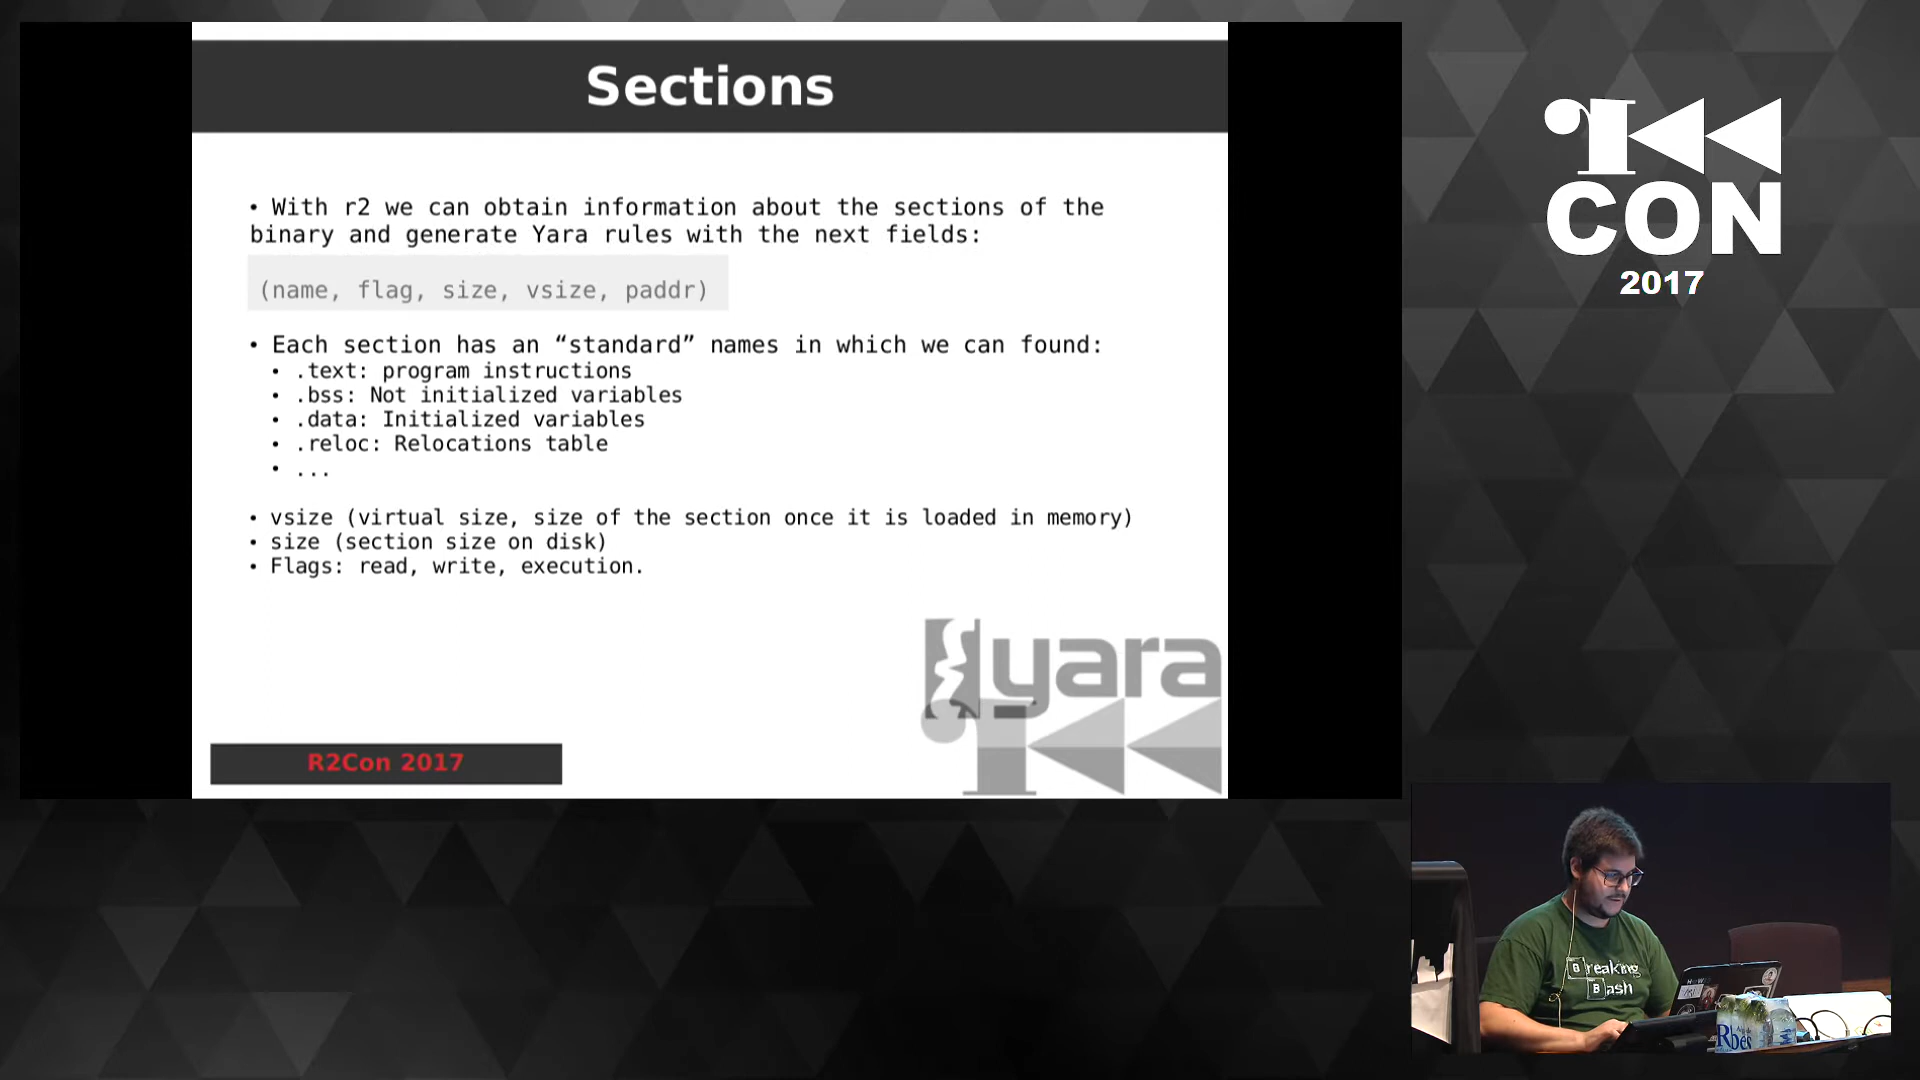 Sections
• With r2 we can obtain information about the sections of the
binary and generate Yara rules with the next fields:
(name, flag, size, vsize, paddr)
• Each section has an “standard” names in which we can found:
• .text: program instructions
• .bss: Not initialized variables
• .data: Initialized variables
• .reloc: Relocations table
• ...
• vsize (virtual size, size of the section once it is loaded in memory)
• size (section size on disk)
• Flags: read, write, execution.
yara
R2Con 2017
CON
2017
Breaking
Bash